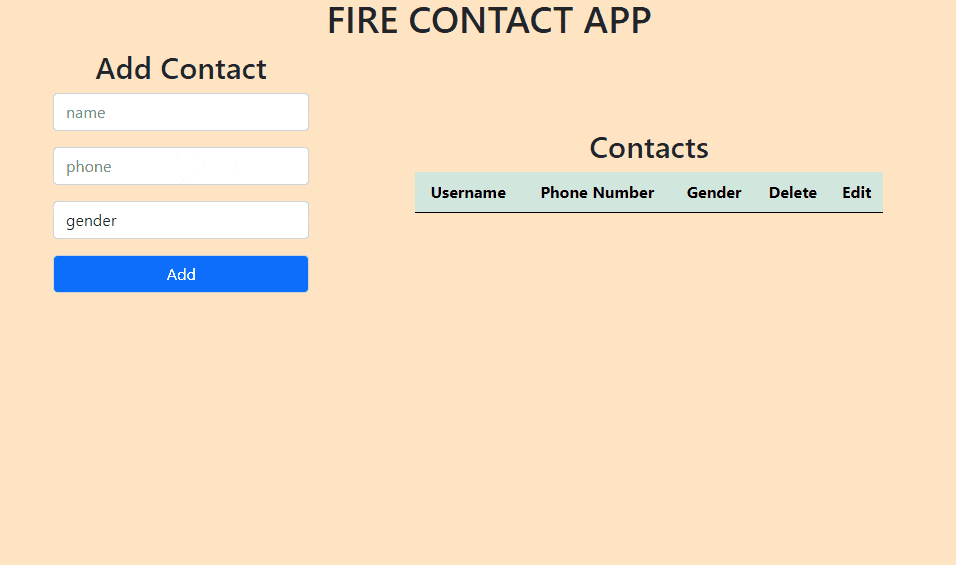 FIRE CONTACT APP
Add Contact
name
phone
gender
Add
Contacts
Username Phone Number Gender Delete Edit